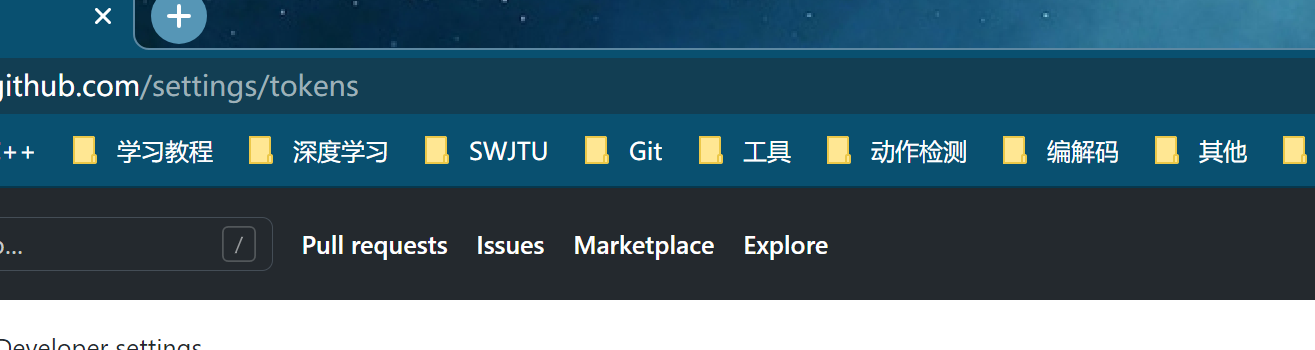 github.com/settings/tokens
C++ 学习教程 深度学习 SWJTU Git 工具 动作检测 编解码 其他
/ Pull requests Issues Marketplace Explore
Developer settings